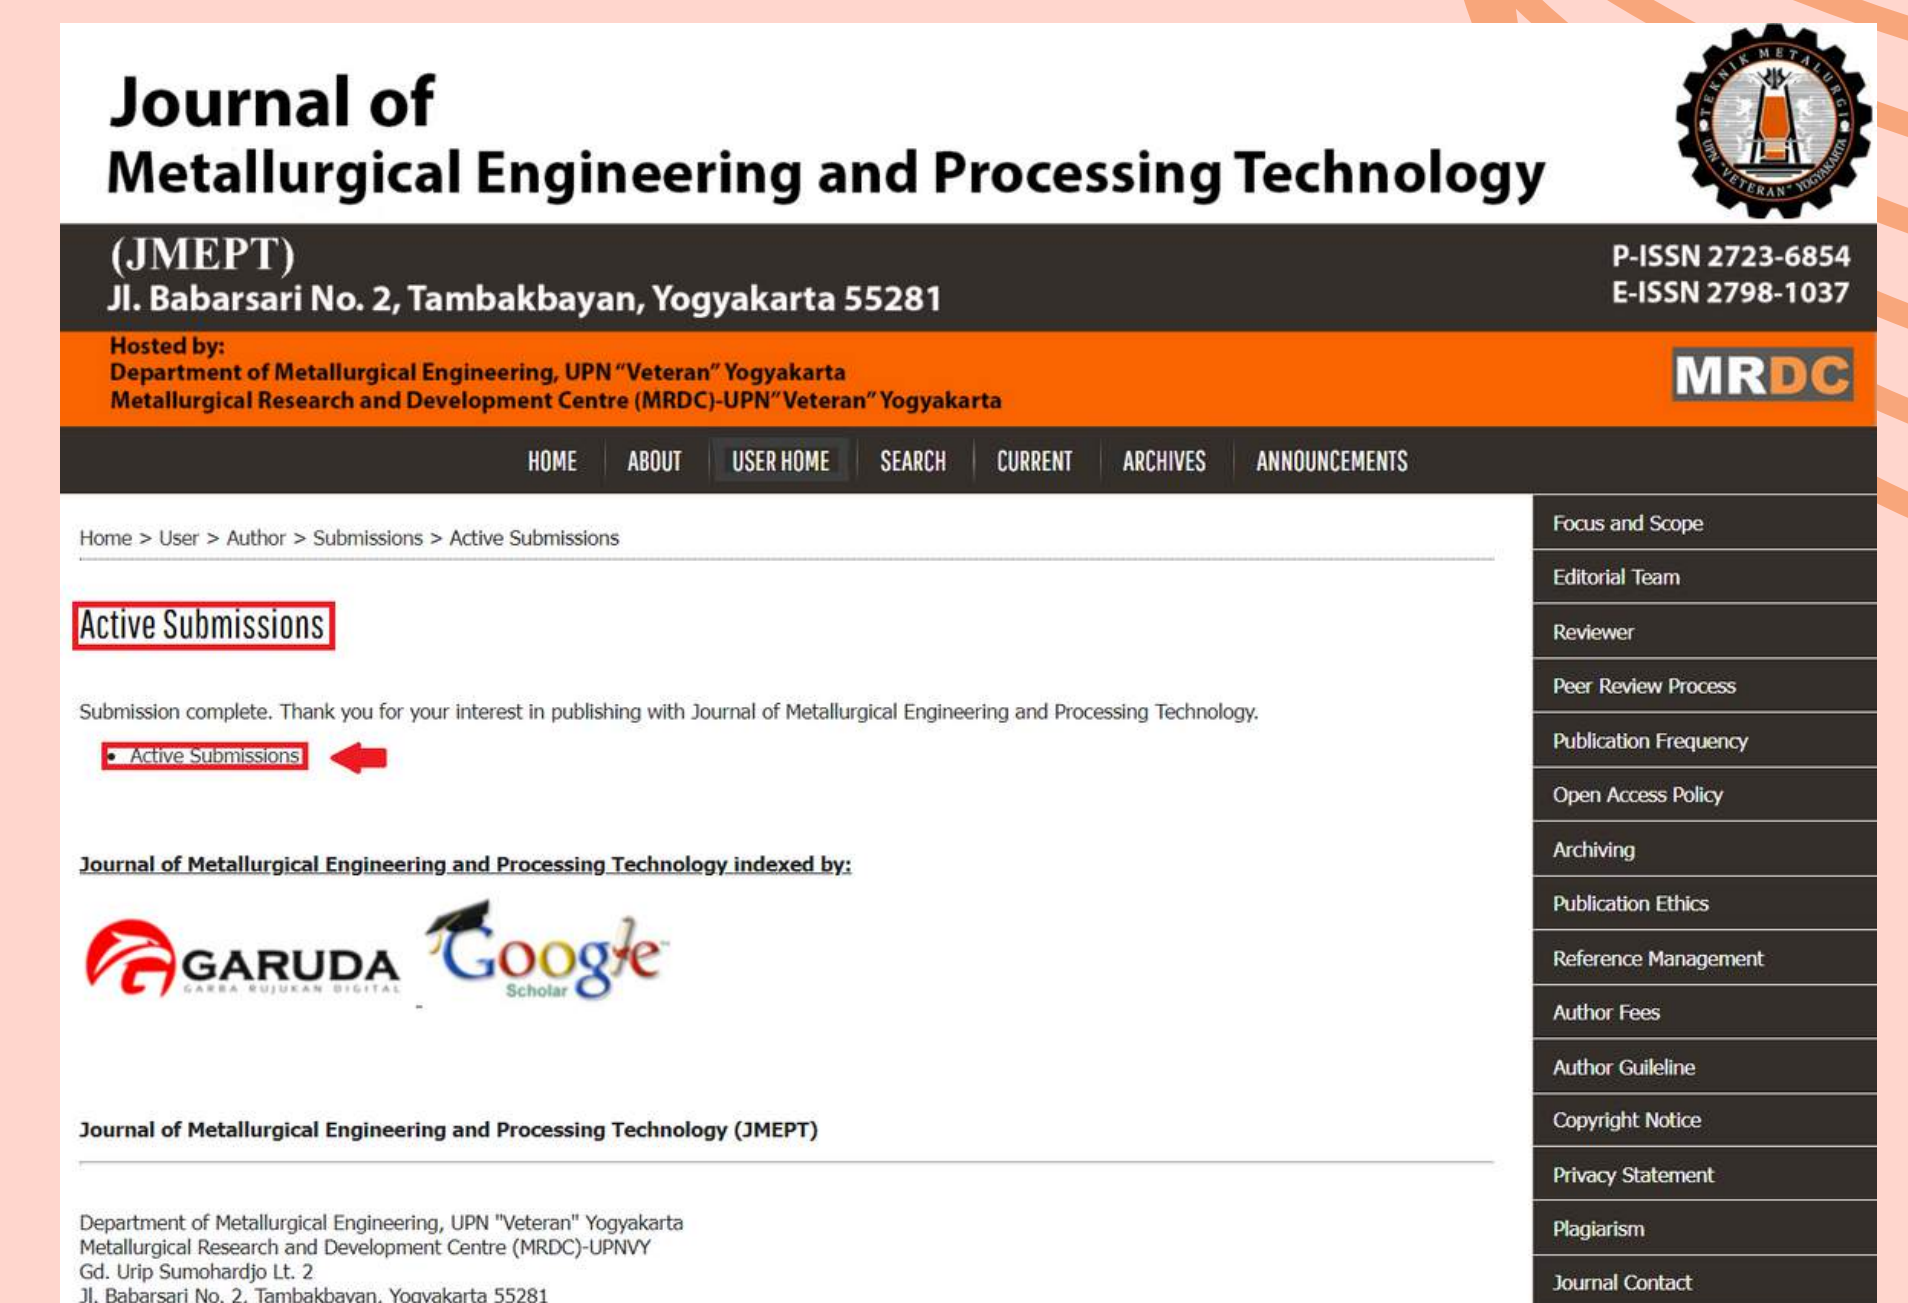 Journal of
Metallurgical Engineering and Processing Technology
TEKNIK METALURGI
UPN "VETERAN" YOGYAKARTA
(JMEPT)
Jl. Babarsari No. 2, Tambakbayan, Yogyakarta 55281
P-ISSN 2723-6854
E-ISSN 2798-1037
Hosted by:
Department of Metallurgical Engineering, UPN "Veteran" Yogyakarta
Metallurgical Research and Development Centre (MRDC)-UPN"Veteran" Yogyakarta
MRDC
HOME ABOUT USER HOME SEARCH CURRENT ARCHIVES ANNOUNCEMENTS
Home > User > Author > Submissions > Active Submissions
Active Submissions
Submission complete. Thank you for your interest in publishing with Journal of Metallurgical Engineering and Processing Technology.
• Active Submissions
Journal of Metallurgical Engineering and Processing Technology indexed by:
GARUDA
GARBA RUJUKAN DIGITAL
Google™
Scholar
Journal of Metallurgical Engineering and Processing Technology (JMEPT)
Department of Metallurgical Engineering, UPN "Veteran" Yogyakarta
Metallurgical Research and Development Centre (MRDC)-UPNVY
Gd. Urip Sumohardjo Lt. 2
Jl. Babarsari No. 2, Tambakbayan, Yogyakarta 55281
Focus and Scope
Editorial Team
Reviewer
Peer Review Process
Publication Frequency
Open Access Policy
Archiving
Publication Ethics
Reference Management
Author Fees
Author Guileline
Copyright Notice
Privacy Statement
Plagiarism
Journal Contact